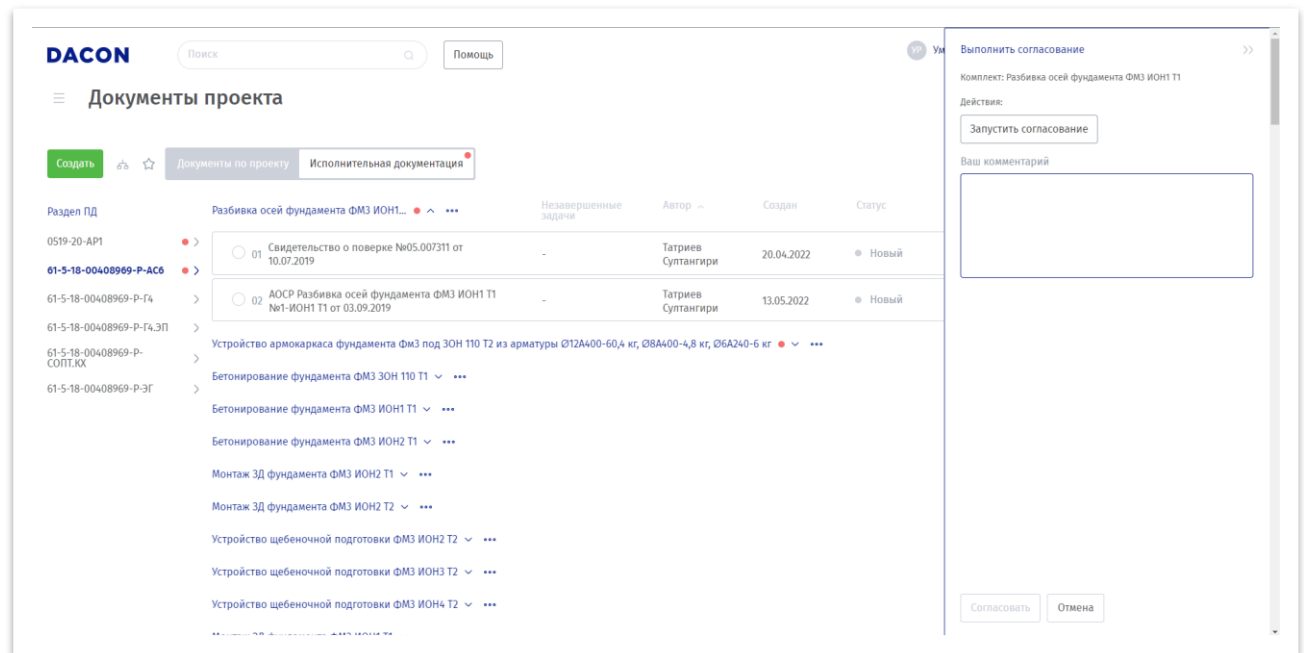 DACON
Поиск
Помощь
УР Ум
Документы проекта
Создать
Документы по проекту
Исполнительная документация
Раздел ПД
0519-20-АР1
61-5-18-00408969-Р-АС6
61-5-18-00408969-Р-Г4
61-5-18-00408969-Р-Г4.ЭП
61-5-18-00408969-Р-
СОПТ.КХ
61-5-18-00408969-Р-ЭГ
Разбивка осей фундамента ФМ3 ИОН1...
Незавершенные
задачи
Автор
Создан
Статус
01
Свидетельство о поверке №05.007311 от
10.07.2019
-
Татриев
Султангири
20.04.2022
Новый
02
АОСР Разбивка осей фундамента ФМ3 ИОН1 Т1
№1-ИОН1 Т1 от 03.09.2019
-
Татриев
Султангири
13.05.2022
Новый
Устройство армокаркаса фундамента Фм3 под ЗОН 110 Т2 из арматуры Ø12А400-60,4 кг, Ø8А400-4,8 кг, Ø6А240-6 кг
Бетонирование фундамента ФМ3 ЗОН 110 Т1
Бетонирование фундамента ФМ3 ИОН1 Т1
Бетонирование фундамента ФМ3 ИОН2 Т1
Монтаж ЗД фундамента ФМ3 ИОН2 Т1
Монтаж ЗД фундамента ФМ3 ИОН2 Т2
Устройство щебеночной подготовки ФМ3 ИОН2 Т2
Устройство щебеночной подготовки ФМ3 ИОН3 Т2
Устройство щебеночной подготовки ФМ3 ИОН4 Т2
Монтаж ЗД фундамента ФМ3 ИОН1 Т1
Выполнить согласование
Комплект: Разбивка осей фундамента ФМ3 ИОН1 Т1
Действия:
Запустить согласование
Ваш комментарий
Согласовать
Отмена